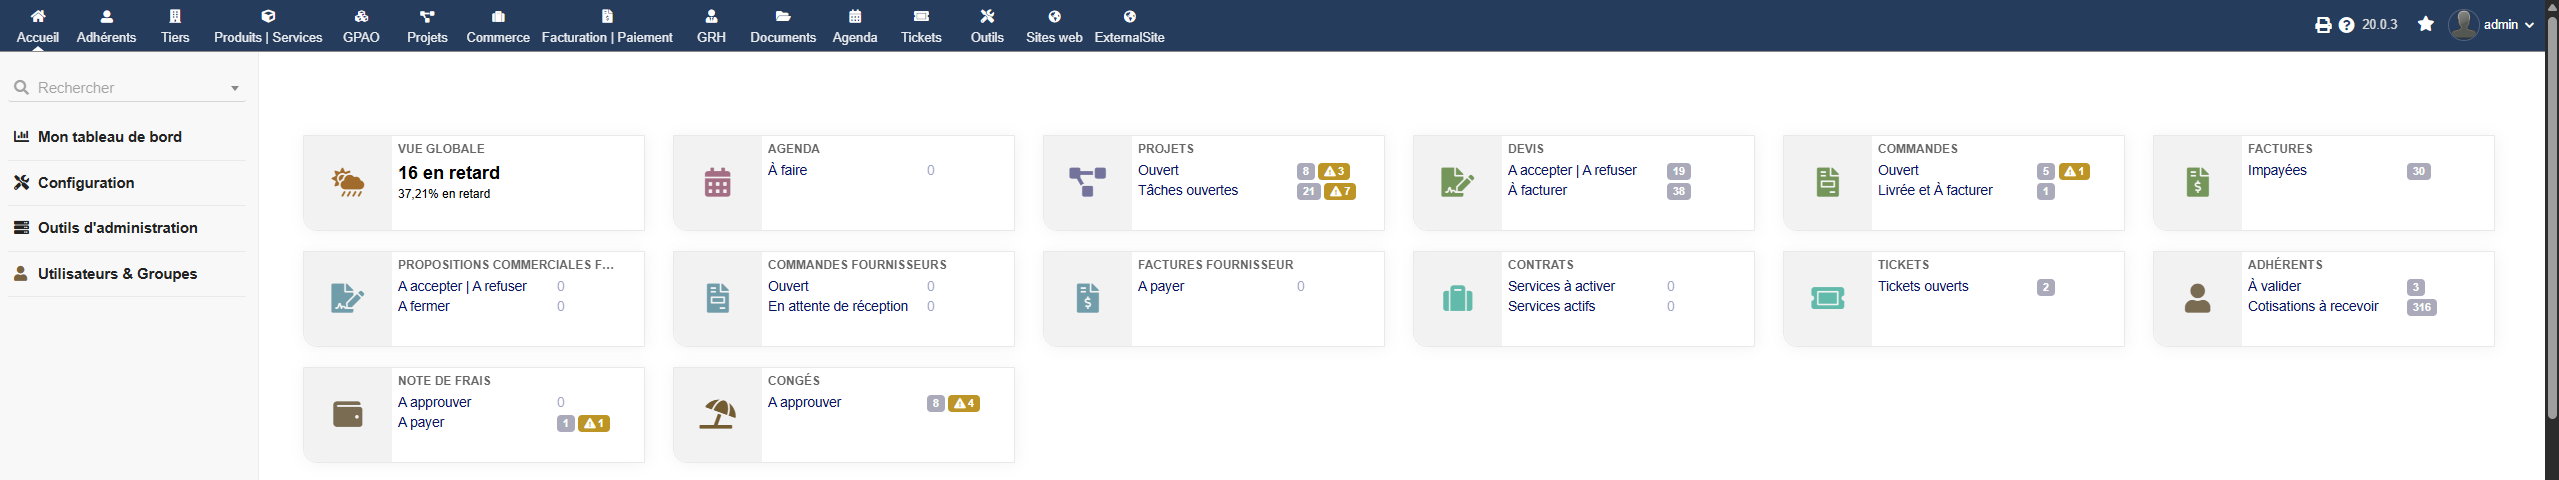 Accueil Adhérents Tiers Produits | Services GPAO Projets Commerce Facturation | Paiement GRH Documents Agenda Tickets Outils Sites web ExternalSite 20.0.3 admin
Rechercher
Mon tableau de bord
Configuration
Outils d'administration
Utilisateurs & Groupes
VUE GLOBALE
16 en retard
37,21% en retard
AGENDA
À faire 0
PROJETS
Ouvert 8 3
Tâches ouvertes 21 7
DEVIS
A accepter | A refuser 19
À facturer 38
COMMANDES
Ouvert 5 1
Livrée et À facturer 1
FACTURES
Impayées 30
PROPOSITIONS COMMERCIALES F...
A accepter | A refuser 0
A fermer 0
COMMANDES FOURNISSEURS
Ouvert 0
En attente de réception 0
FACTURES FOURNISSEUR
A payer 0
CONTRATS
Services à activer 0
Services actifs 0
TICKETS
Tickets ouverts 2
ADHÉRENTS
À valider 3
Cotisations à recevoir 316
NOTE DE FRAIS
A approuver 0
A payer 1 1
CONGÉS
A approuver 8 4